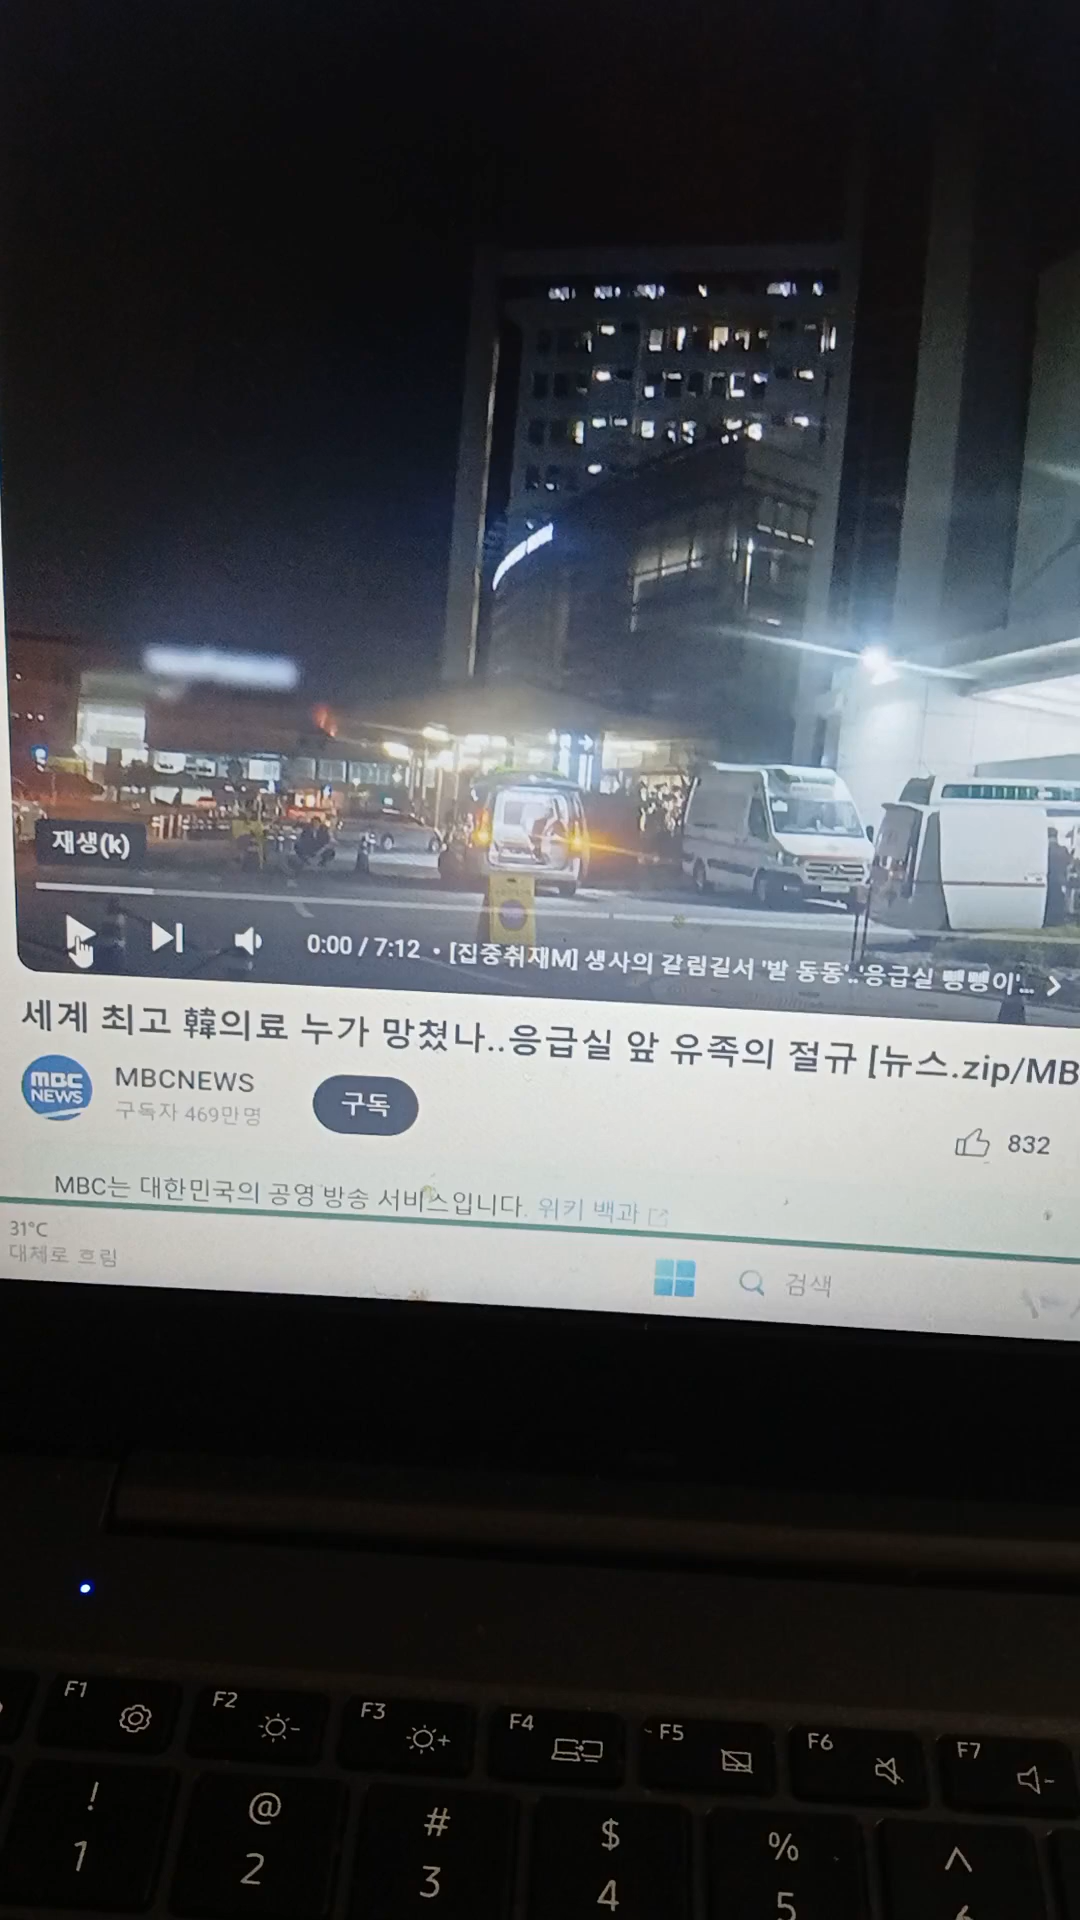 재생(k)
0:00 / 7:12 • [집중취재M] 생사의 갈림길서 '발 동동'..'응급실 뺑뺑이'...
세계 최고 韓의료 누가 망쳤나..응급실 앞 유족의 절규 [뉴스.zip/MB
mBC
NEWS
MBCNEWS
구독자 469만명
구독
832
MBC는 대한민국의 공영 방송 서비스입니다. 위키 백과
31°C
대체로 흐림
검색
F1 F2 F3 F4 F5 F6 F7
! @ # $ % ^
1 2 3 4 5